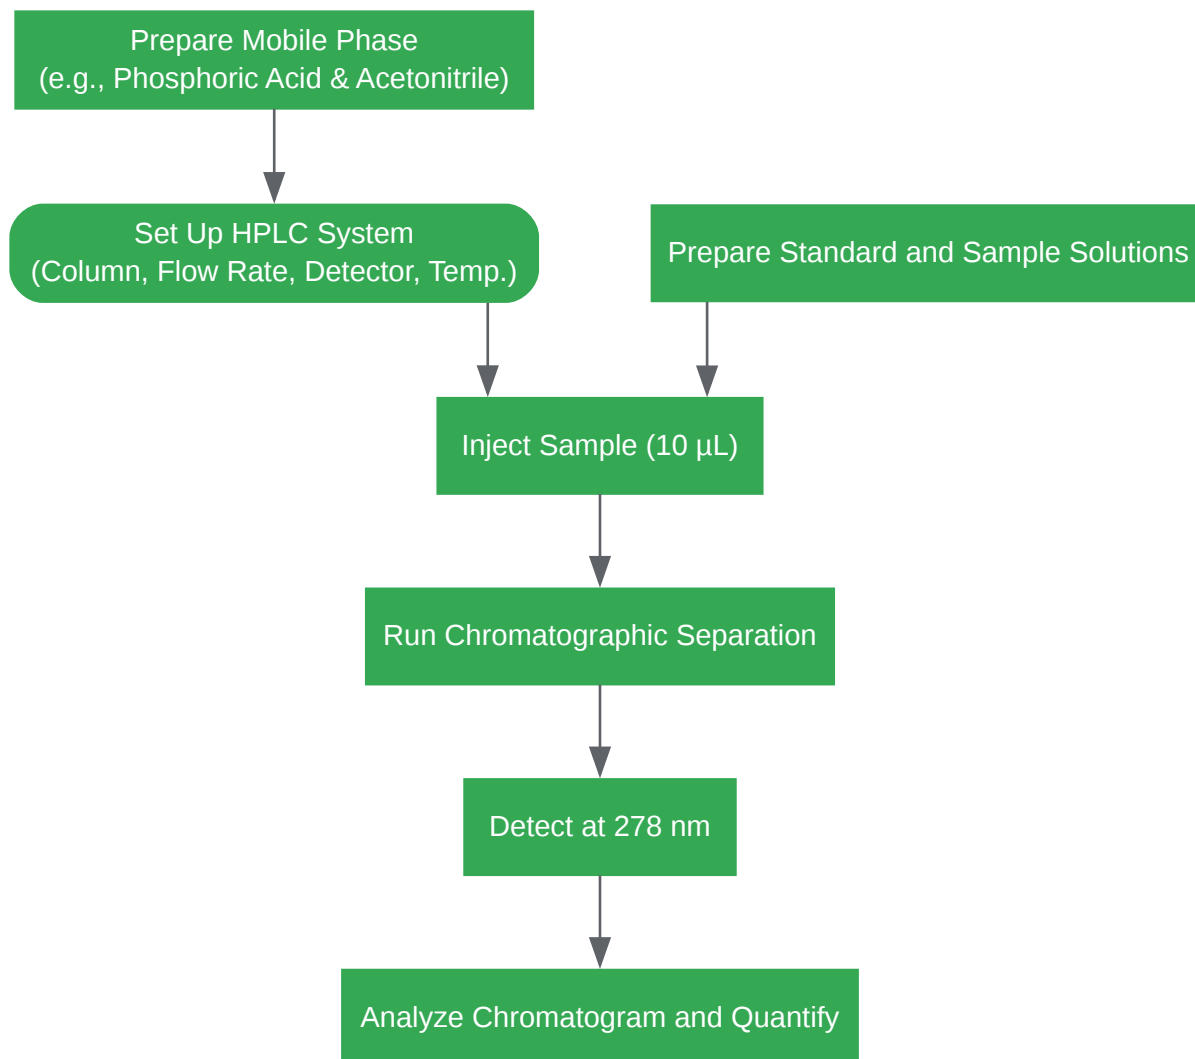 Prepare Mobile Phase
(e.g., Phosphoric Acid & Acetonitrile)
Set Up HPLC System
(Column, Flow Rate, Detector, Temp.)
Prepare Standard and Sample Solutions
Inject Sample (10 µL)
Run Chromatographic Separation
Detect at 278 nm
Analyze Chromatogram and Quantify